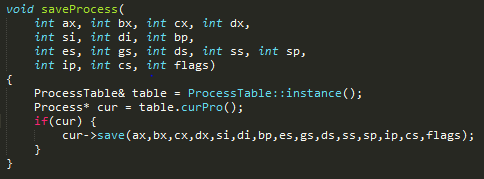 void saveProcess(
    int ax, int bx, int cx, int dx,
    int si, int di, int bp,
    int es, int gs, int ds, int ss, int sp,
    int ip, int cs, int flags)
{
    ProcessTable& table = ProcessTable::instance();
    Process* cur = table.curPro();
    if(cur) {
        cur->save(ax,bx,cx,dx,si,di,bp,es,gs,ds,ss,sp,ip,cs,flags);
    }
}